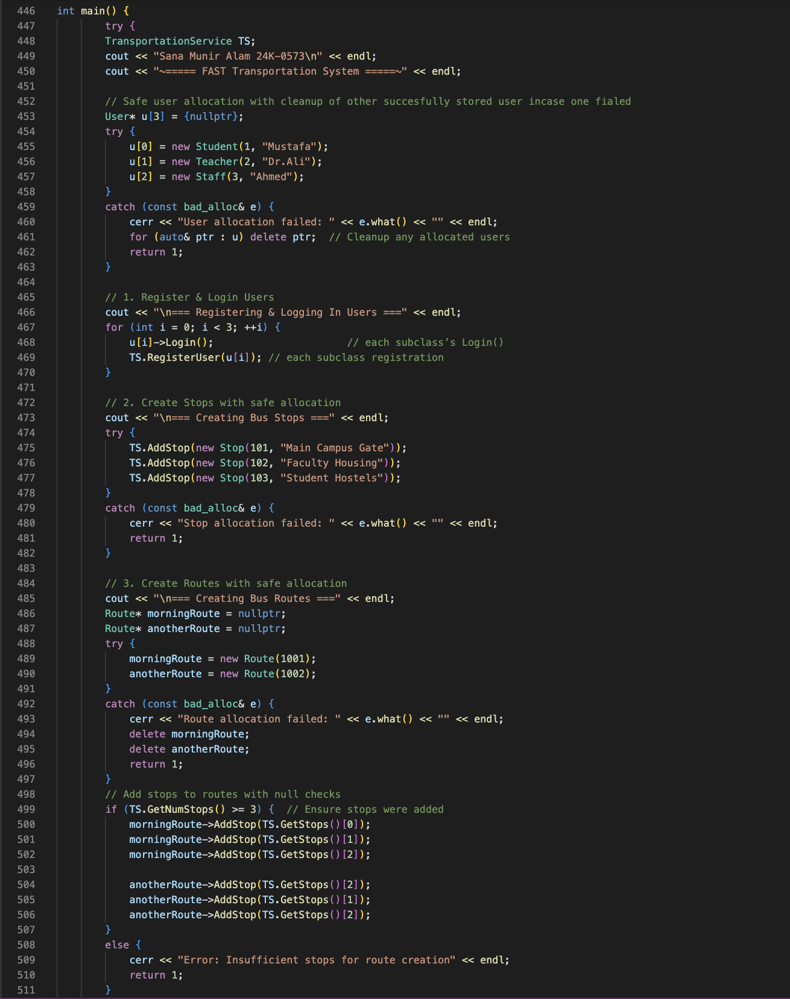 446 int main() {
447 try {
448 TransportationService TS;
449 cout << "Sana Munir Alam 24K-0573\n" << endl;
450 cout << "~===== FAST Transportation System =====~" << endl;
451
452 // Safe user allocation with cleanup of other succesfully stored user incase one fialed
453 User* u[3] = {nullptr};
454 try {
455 u[0] = new Student(1, "Mustafa");
456 u[1] = new Teacher(2, "Dr.Ali");
457 u[2] = new Staff(3, "Ahmed");
458 }
459 catch (const bad_alloc& e) {
460 cerr << "User allocation failed: " << e.what() << "" << endl;
461 for (auto& ptr : u) delete ptr; // Cleanup any allocated users
462 return 1;
463 }
464
465 // 1. Register & Login Users
466 cout << "\n=== Registering & Logging In Users ===" << endl;
467 for (int i = 0; i < 3; ++i) {
468 u[i]->Login(); // each subclass’s Login()
469 TS.RegisterUser(u[i]); // each subclass registration
470 }
471
472 // 2. Create Stops with safe allocation
473 cout << "\n=== Creating Bus Stops ===" << endl;
474 try {
475 TS.AddStop(new Stop(101, "Main Campus Gate"));
476 TS.AddStop(new Stop(102, "Faculty Housing"));
477 TS.AddStop(new Stop(103, "Student Hostels"));
478 }
479 catch (const bad_alloc& e) {
480 cerr << "Stop allocation failed: " << e.what() << "" << endl;
481 return 1;
482 }
483
484 // 3. Create Routes with safe allocation
485 cout << "\n=== Creating Bus Routes ===" << endl;
486 Route* morningRoute = nullptr;
487 Route* anotherRoute = nullptr;
488 try {
489 morningRoute = new Route(1001);
490 anotherRoute = new Route(1002);
491 }
492 catch (const bad_alloc& e) {
493 cerr << "Route allocation failed: " << e.what() << "" << endl;
494 delete morningRoute;
495 delete anotherRoute;
496 return 1;
497 }
498 // Add stops to routes with null checks
499 if (TS.GetNumStops() >= 3) { // Ensure stops were added
500 morningRoute->AddStop(TS.GetStops()[0]);
501 morningRoute->AddStop(TS.GetStops()[1]);
502 morningRoute->AddStop(TS.GetStops()[2]);
503
504 anotherRoute->AddStop(TS.GetStops()[2]);
505 anotherRoute->AddStop(TS.GetStops()[1]);
506 anotherRoute->AddStop(TS.GetStops()[2]);
507 }
508 else {
509 cerr << "Error: Insufficient stops for route creation" << endl;
510 return 1;
511 }